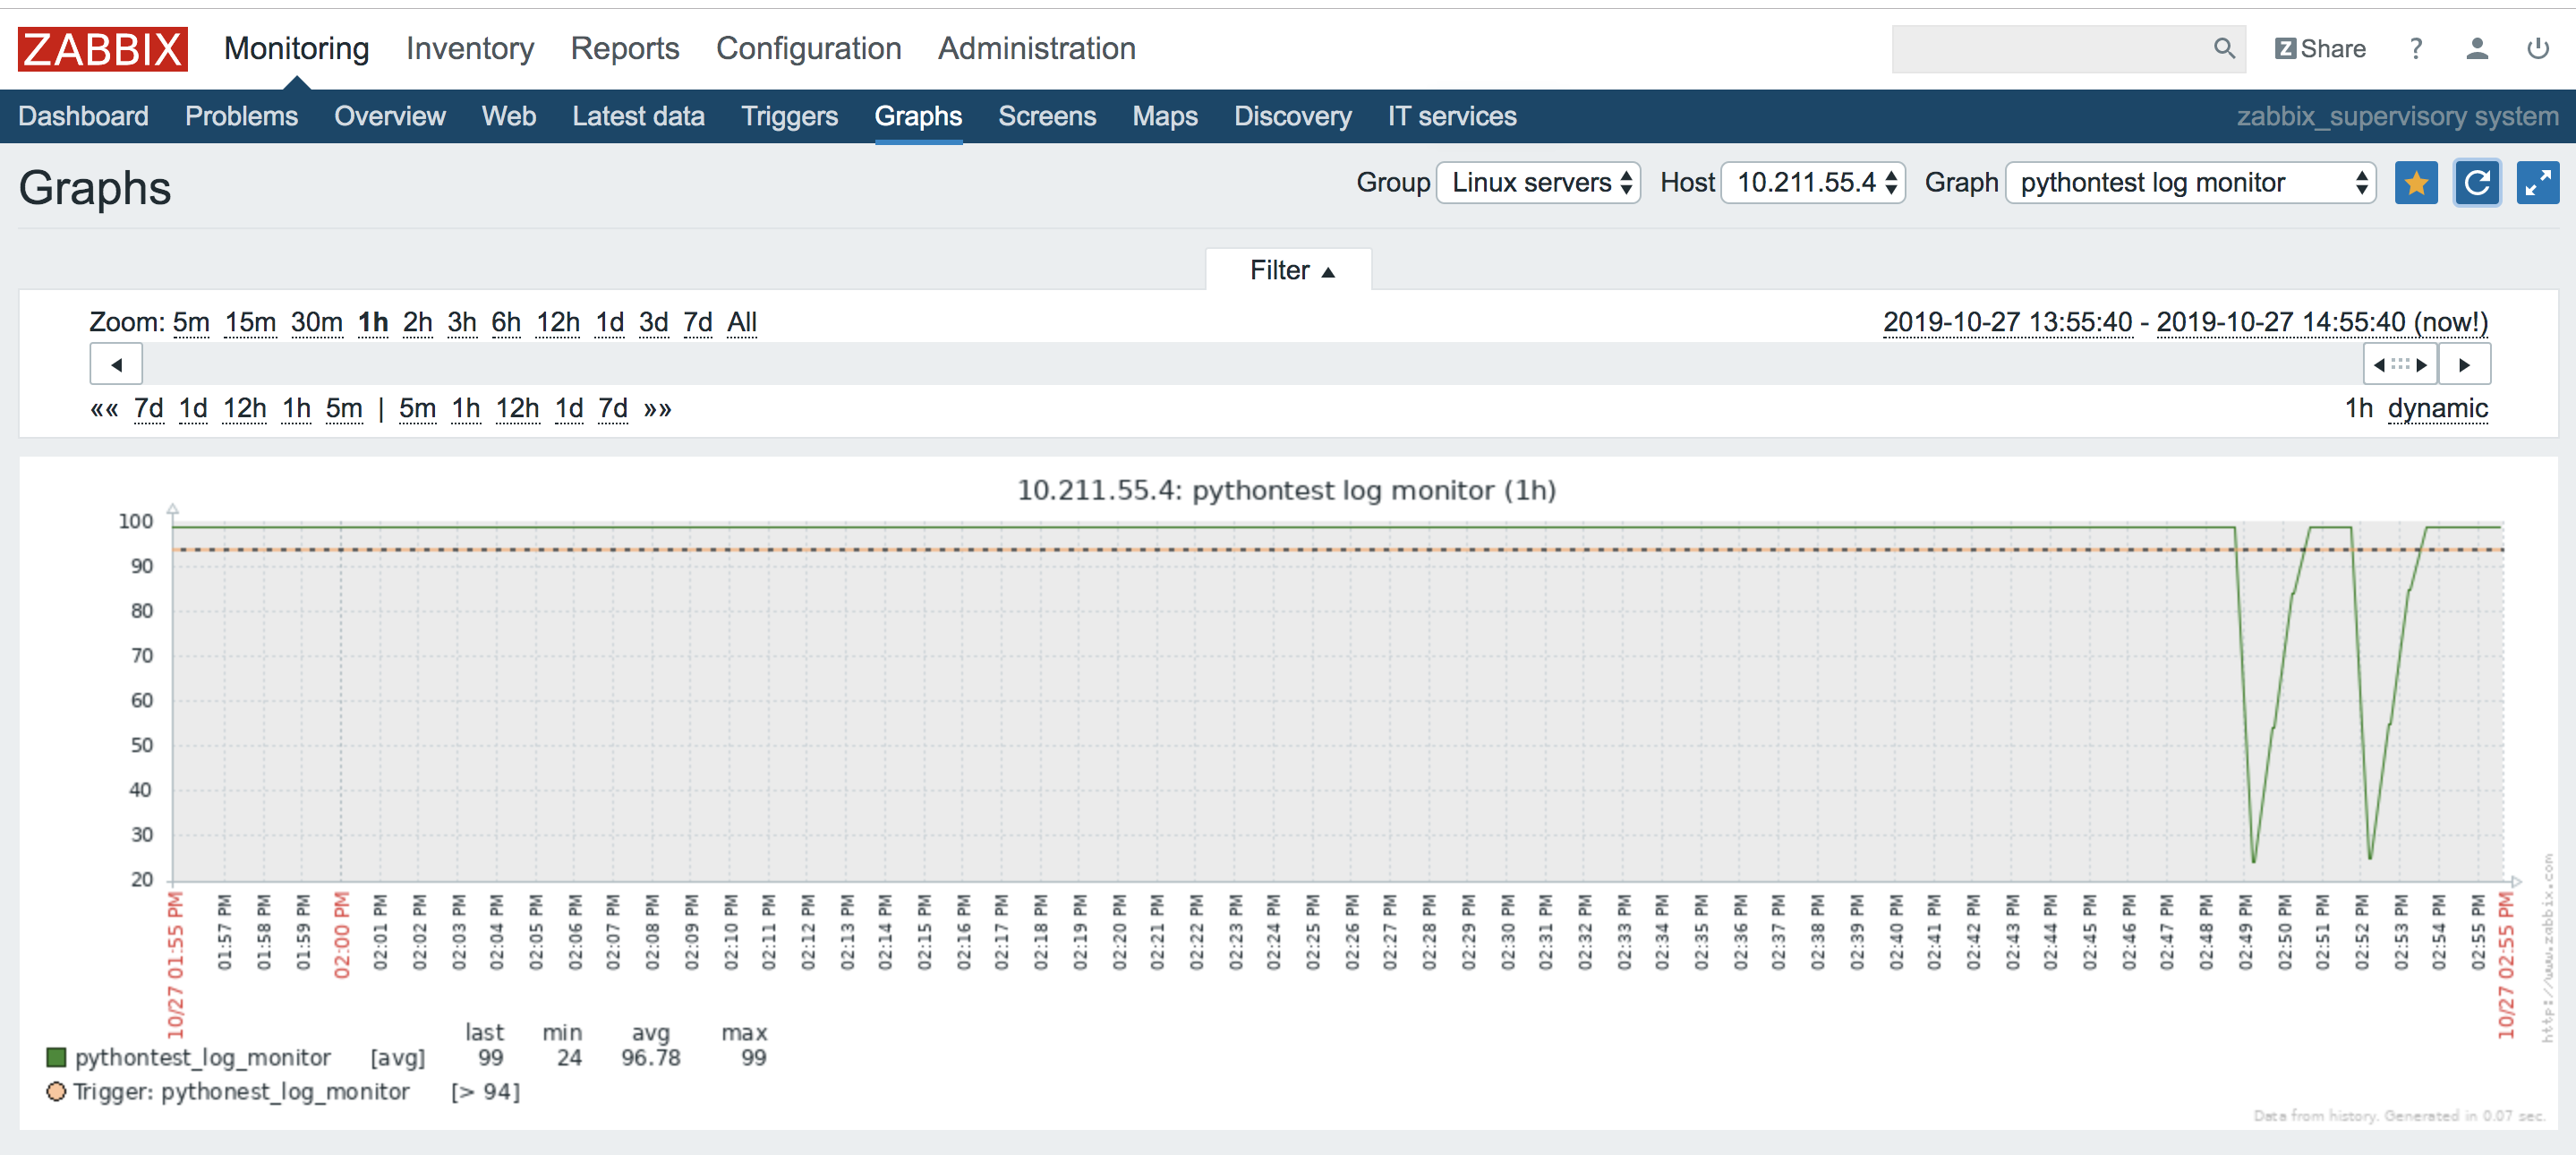 ZABBIX Monitoring Inventory Reports Configuration Administration Z Share ?
Dashboard Problems Overview Web Latest data Triggers Graphs Screens Maps Discovery IT services zabbix_supervisory system
Graphs Group Linux servers Host 10.211.55.4 Graph pythontest log monitor
Filter ▲
Zoom: 5m 15m 30m 1h 2h 3h 6h 12h 1d 3d 7d All 2019-10-27 13:55:40 - 2019-10-27 14:55:40 (now!)
«« 7d 1d 12h 1h 5m | 5m 1h 12h 1d 7d »» 1h dynamic
10.211.55.4: pythontest log monitor (1h)
100
90
80
70
60
50
40
30
20
10/27 01:55 PM
01:57 PM
01:58 PM
01:59 PM
02:00 PM
02:01 PM
02:02 PM
02:03 PM
02:04 PM
02:05 PM
02:06 PM
02:07 PM
02:08 PM
02:09 PM
02:10 PM
02:11 PM
02:12 PM
02:13 PM
02:14 PM
02:15 PM
02:16 PM
02:17 PM
02:18 PM
02:19 PM
02:20 PM
02:21 PM
02:22 PM
02:23 PM
02:24 PM
02:25 PM
02:26 PM
02:27 PM
02:28 PM
02:29 PM
02:30 PM
02:31 PM
02:32 PM
02:33 PM
02:34 PM
02:35 PM
02:36 PM
02:37 PM
02:38 PM
02:39 PM
02:40 PM
02:41 PM
02:42 PM
02:43 PM
02:44 PM
02:45 PM
02:46 PM
02:47 PM
02:48 PM
02:49 PM
02:50 PM
02:51 PM
02:52 PM
02:53 PM
02:54 PM
02:55 PM
10/27 02:55 PM
http://www.zabbix.com
last min avg max
pythontest_log_monitor [avg] 99 24 96.78 99
Trigger: pythonest_log_monitor [> 94]
Data from history. Generated in 0.07 sec.